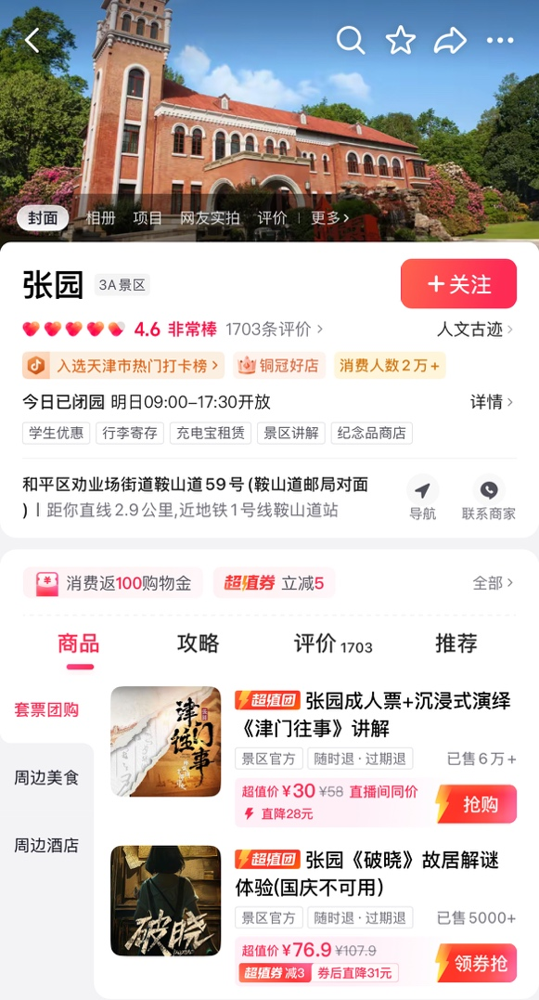 封面 相册 项目 网友实拍 评价 | 更多>
张园 3A景区
+关注
4.6 非常棒 1703条评价 >
人文古迹 >
入选天津市热门打卡榜 >
铜冠好店
消费人数2万+
今日已闭园 明日09:00–17:30开放
详情 >
学生优惠 行李寄存 充电宝租赁 景区讲解 纪念品商店
和平区劝业场街道鞍山道59号(鞍山道邮局对面
) | 距你直线2.9公里,近地铁1号线鞍山道站
导航 联系商家
消费返100购物金
超值券 立减5
全部 >
商品 攻略 评价 1703 推荐
套票团购
周边美食
周边酒店
津门往事
超值团 张园成人票+沉浸式演绎
《津门往事》讲解
景区官方 随时退·过期退 已售6万+
超值价 ¥30 ¥58 直播间同价
直降28元
抢购
破晓
超值团 张园《破晓》故居解谜
体验(国庆不可用)
景区官方 随时退·过期退 已售5000+
超值价 ¥76.9 ¥107.9
超值券 减3 券后直降31元
领券抢